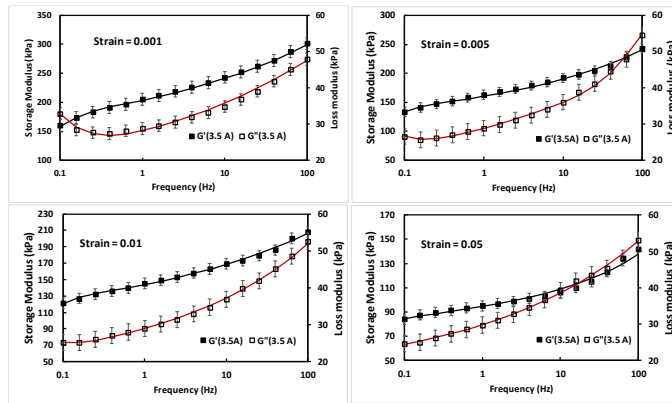 Strain = 0.001
Storage Modulus (kPa)
350
300
250
200
150
100
60
50
40
30
20
Loss modulus (kPa)
0.1 1 10 100
Frequency (Hz)
G'(3.5 A) G"(3.5 A)
Strain = 0.005
Storage Modulus (kPa)
300
250
200
150
100
50
60
50
40
30
20
Loss modulus (kPa)
0.1 1 10 100
Frequency (Hz)
G'(3.5A) G"(3.5 A)
Strain = 0.01
Storage Modulus (kPa)
230
210
190
170
150
130
110
90
70
50
60
50
40
30
20
Loss modulus (kPa)
0.1 1 10 100
Frequency (Hz)
G'(3.5A) G"(3.5 A)
Strain = 0.05
Storage Modulus (kPa)
170
150
130
110
90
70
50
60
50
40
30
20
Loss modulus (kPa)
0.1 1 10 100
Frequency (Hz)
G'(3.5A) G"(3.5 A)